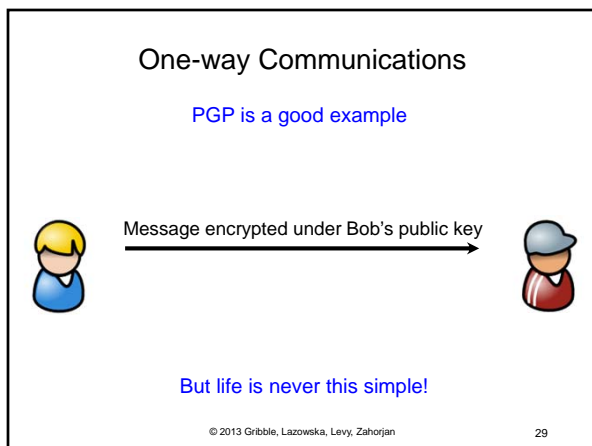 One-way Communications
PGP is a good example
Message encrypted under Bob's public key
But life is never this simple!
© 2013 Gribble, Lazowska, Levy, Zahorjan
29